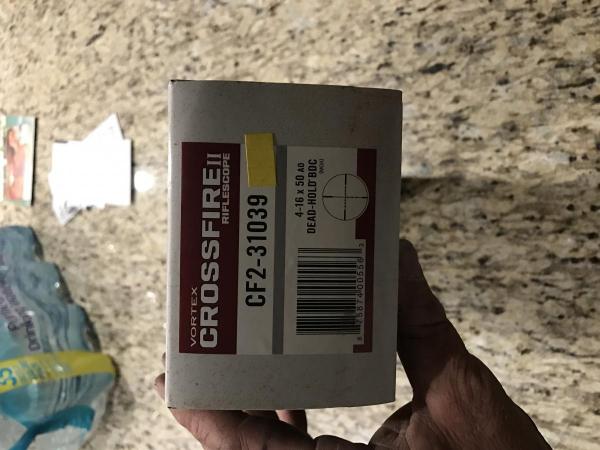 VORTEX
CROSSFIRE II
RIFLESCOPE
CF2-31039
4-16 x 50 AO
DEAD-HOLD BDC